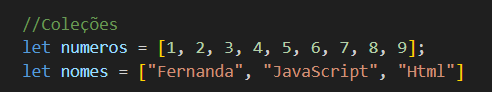 //Coleções
let numeros = [1, 2, 3, 4, 5, 6, 7, 8, 9];
let nomes = ["Fernanda", "JavaScript", "Html"]